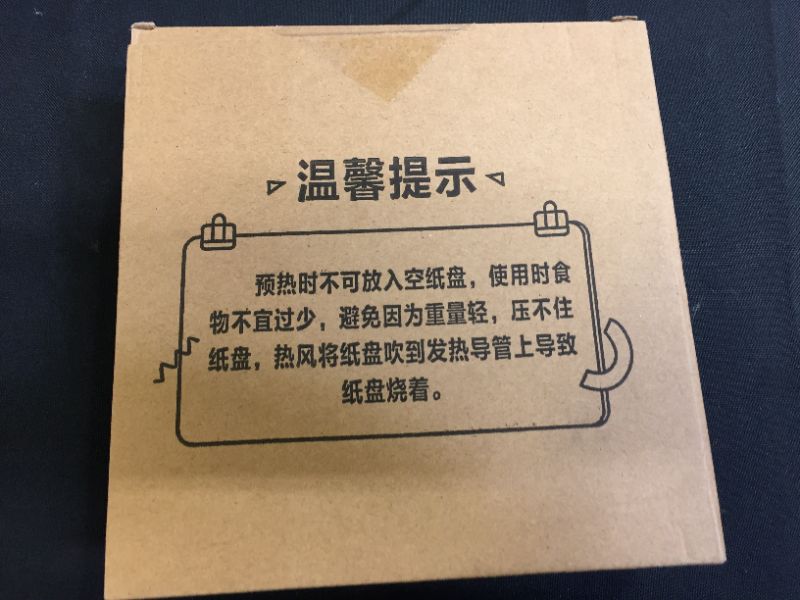 温馨提示
预热时不可放入空纸盘，使用时食
物不宜过少，避免因为重量轻，压不住
纸盘，热风将纸盘吹到发热导管上导致
纸盘烧着。